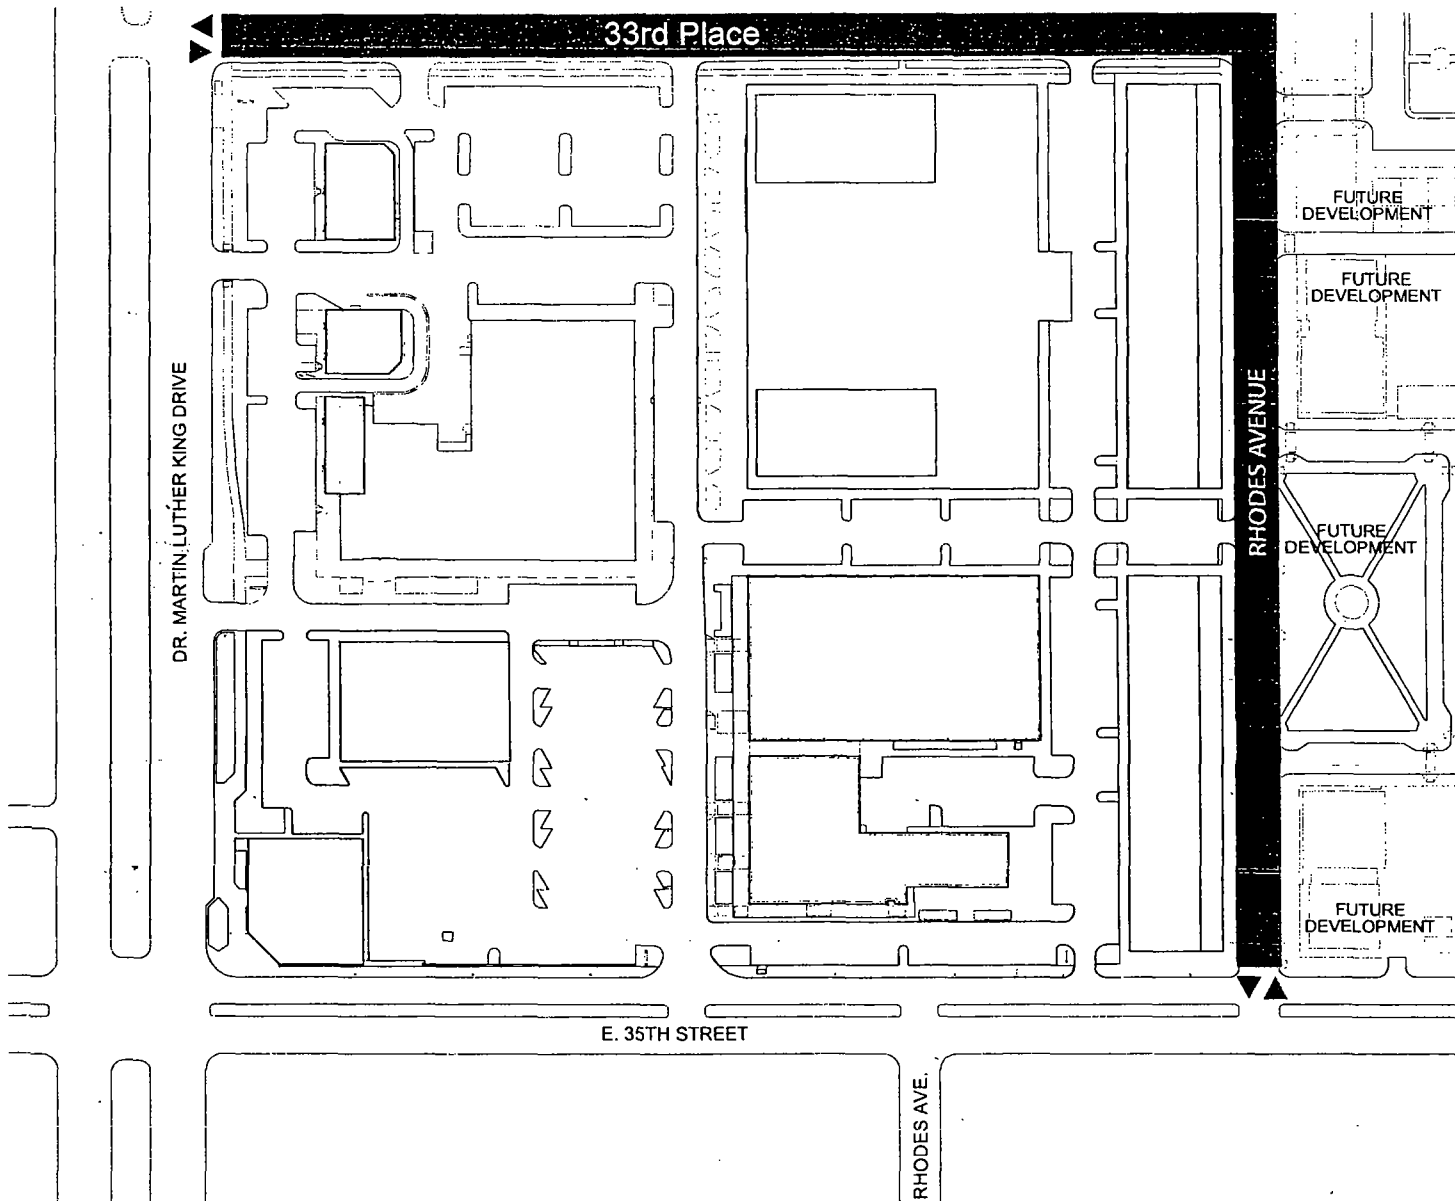 33rd Place
FUTURE
DEVELOPMENT
FUTURE
DEVELOPMENT
DR. MARTIN LUTHER KING DRIVE
RHODES AVENUE
FUTURE
DEVELOPMENT
FUTURE
DEVELOPMENT
E. 35TH STREET
RHODES AVE.